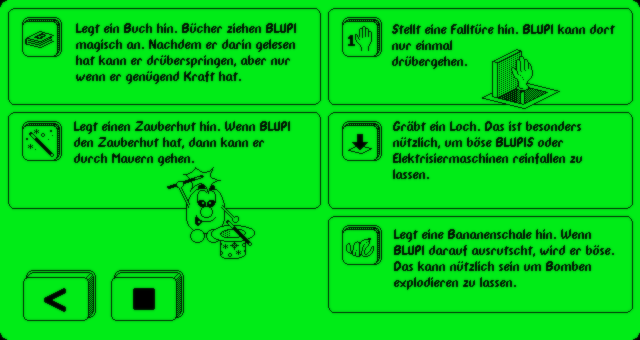 Legt ein Buch hin. Bücher ziehen BLUPI
magisch an. Nachdem er darin gelesen
hat kann er drüberspringen, aber nur
wenn er genügend Kraft hat.
Legt einen Zauberhut hin. Wenn BLUPI
den Zauberhut hat, dann kann er
durch Mauern gehen.
1
Stellt eine Falltüre hin. BLUPI kann dort
nur einmal
drübergehen.
Gräbt ein Loch. Das ist besonders
nützlich, um böse BLUPIS oder
Elektrisiermaschinen reinfallen zu
lassen.
Legt eine Bananenschale hin. Wenn
BLUPI darauf ausrutscht, wird er böse.
Das kann nützlich sein um Bomben
explodieren zu lassen.
<